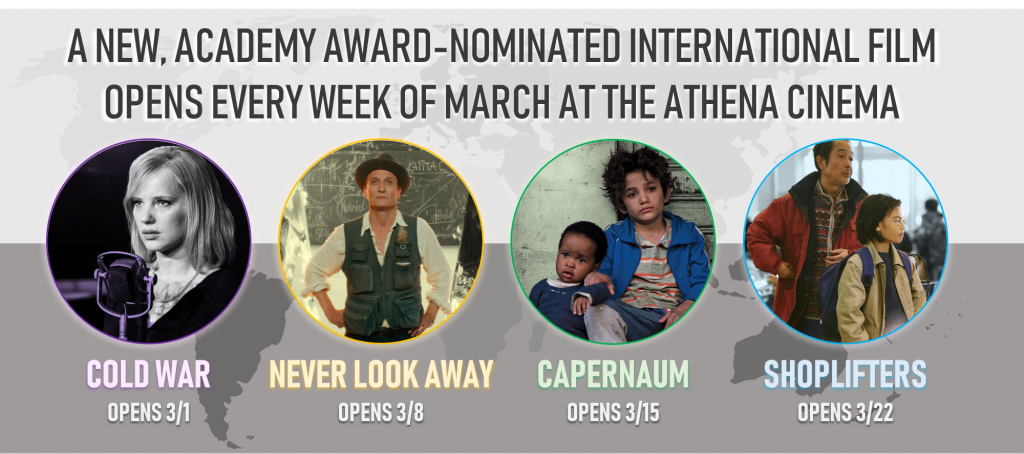 A NEW, ACADEMY AWARD-NOMINATED INTERNATIONAL FILM
OPENS EVERY WEEK OF MARCH AT THE ATHENA CINEMA
COLD WAR
OPENS 3/1
NEVER LOOK AWAY
OPENS 3/8
CAPERNAUM
OPENS 3/15
SHOPLIFTERS
OPENS 3/22